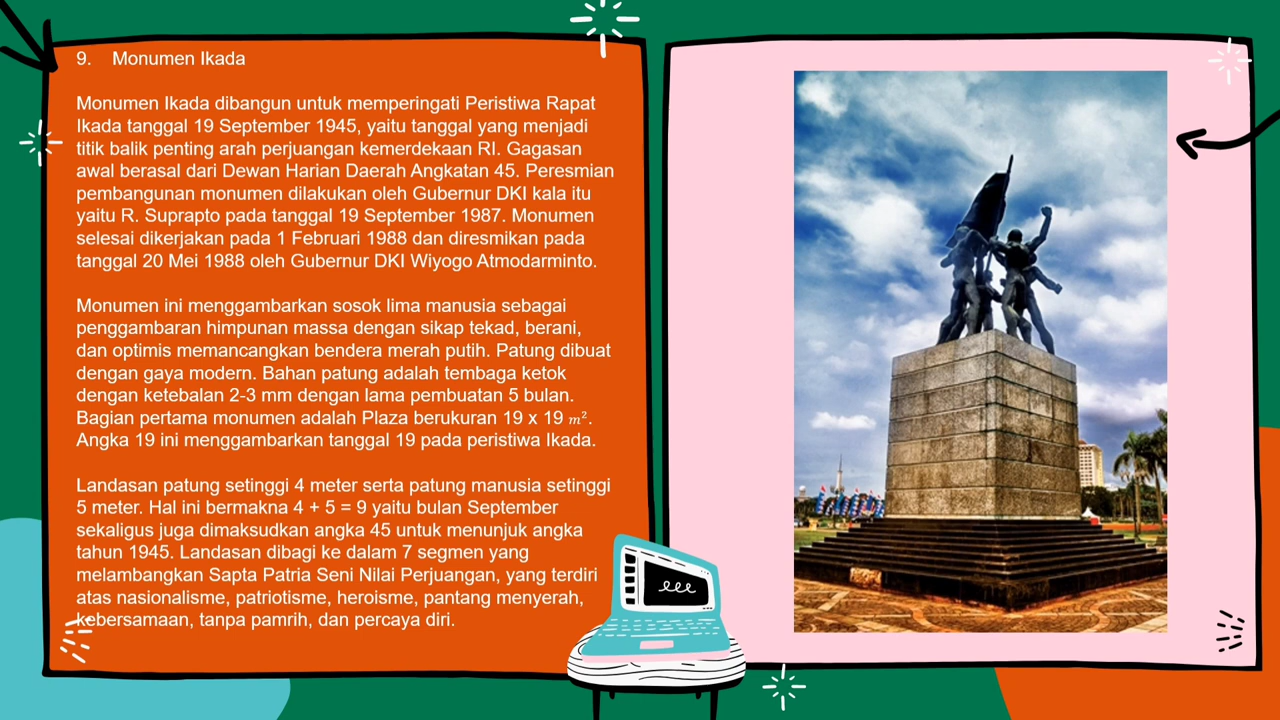 9. Monumen Ikada
Monumen Ikada dibangun untuk memperingati Peristiwa Rapat
Ikada tanggal 19 September 1945, yaitu tanggal yang menjadi
titik balik penting arah perjuangan kemerdekaan RI. Gagasan
awal berasal dari Dewan Harian Daerah Angkatan 45. Peresmian
pembangunan monumen dilakukan oleh Gubernur DKI kala itu
yaitu R. Suprapto pada tanggal 19 September 1987. Monumen
selesai dikerjakan pada 1 Februari 1988 dan diresmikan pada
tanggal 20 Mei 1988 oleh Gubernur DKI Wiyogo Atmodarminto.
Monumen ini menggambarkan sosok lima manusia sebagai
penggambaran himpunan massa dengan sikap tekad, berani,
dan optimis memancangkan bendera merah putih. Patung dibuat
dengan gaya modern. Bahan patung adalah tembaga ketok
dengan ketebalan 2-3 mm dengan lama pembuatan 5 bulan.
Bagian pertama monumen adalah Plaza berukuran 19 x 19 m².
Angka 19 ini menggambarkan tanggal 19 pada peristiwa Ikada.
Landasan patung setinggi 4 meter serta patung manusia setinggi
5 meter. Hal ini bermakna 4 + 5 = 9 yaitu bulan September
sekaligus juga dimaksudkan angka 45 untuk menunjuk angka
tahun 1945. Landasan dibagi ke dalam 7 segmen yang
melambangkan Sapta Patria Seni Nilai Perjuangan, yang terdiri
atas nasionalisme, patriotisme, heroisme, pantang menyerah,
kebersamaan, tanpa pamrih, dan percaya diri.